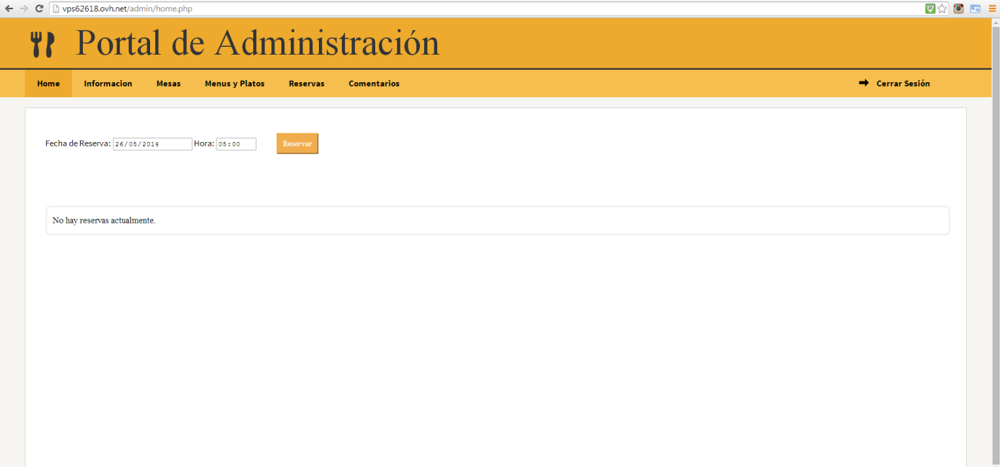 vps62618.ovh.net/admin/home.php
Portal de Administración
Home Informacion Mesas Menus y Platos Reservas Comentarios Cerrar Sesión
Fecha de Reserva: 26/05/2014 Hora: 05:00 Reservar
No hay reservas actualmente.